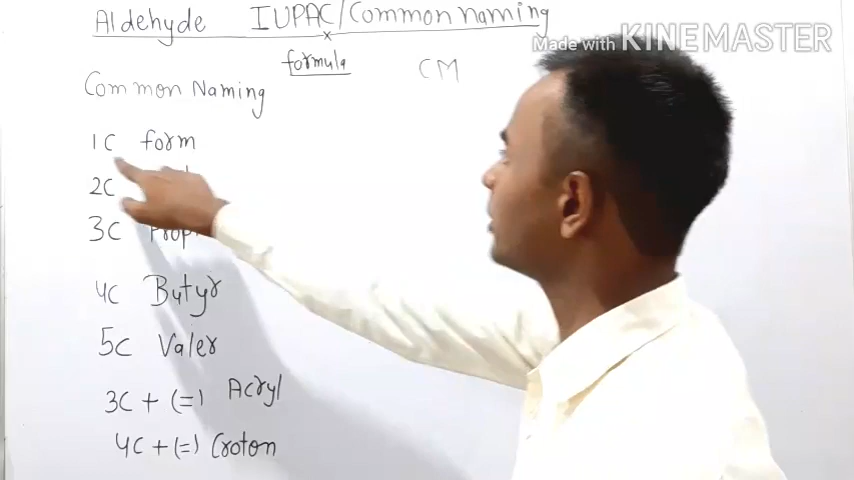 Aldehyde IUPAC/Common naming
Made with KINEMASTER
formula CM
Common Naming
1C form
2C
3C
4C Butyr
5C Valer
3C + (=) Acryl
4C + (=) Croton